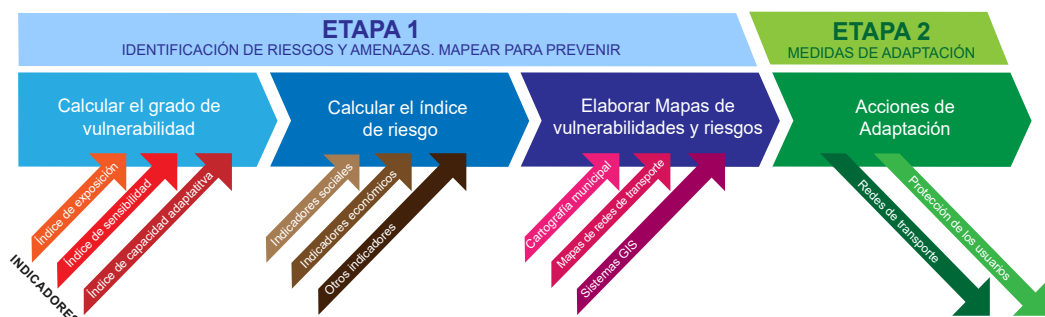 ETAPA 1
IDENTIFICACIÓN DE RIESGOS Y AMENAZAS. MAPEAR PARA PREVENIR
ETAPA 2
MEDIDAS DE ADAPTACIÓN
Calcular el grado de
vulnerabilidad
Calcular el índice
de riesgo
Elaborar Mapas de
vulnerabilidades y riesgos
Acciones de
Adaptación
INDICADORES
Índice de exposición
Índice de sensibilidad
Índice de capacidad adaptatitva
Indicadores sociales
Indicadores económicos
Otros indicadores
Cartografía municipal
Mapas de redes de transporte
Sistemas GIS
Redes de
transporte
Protección de los usuarios